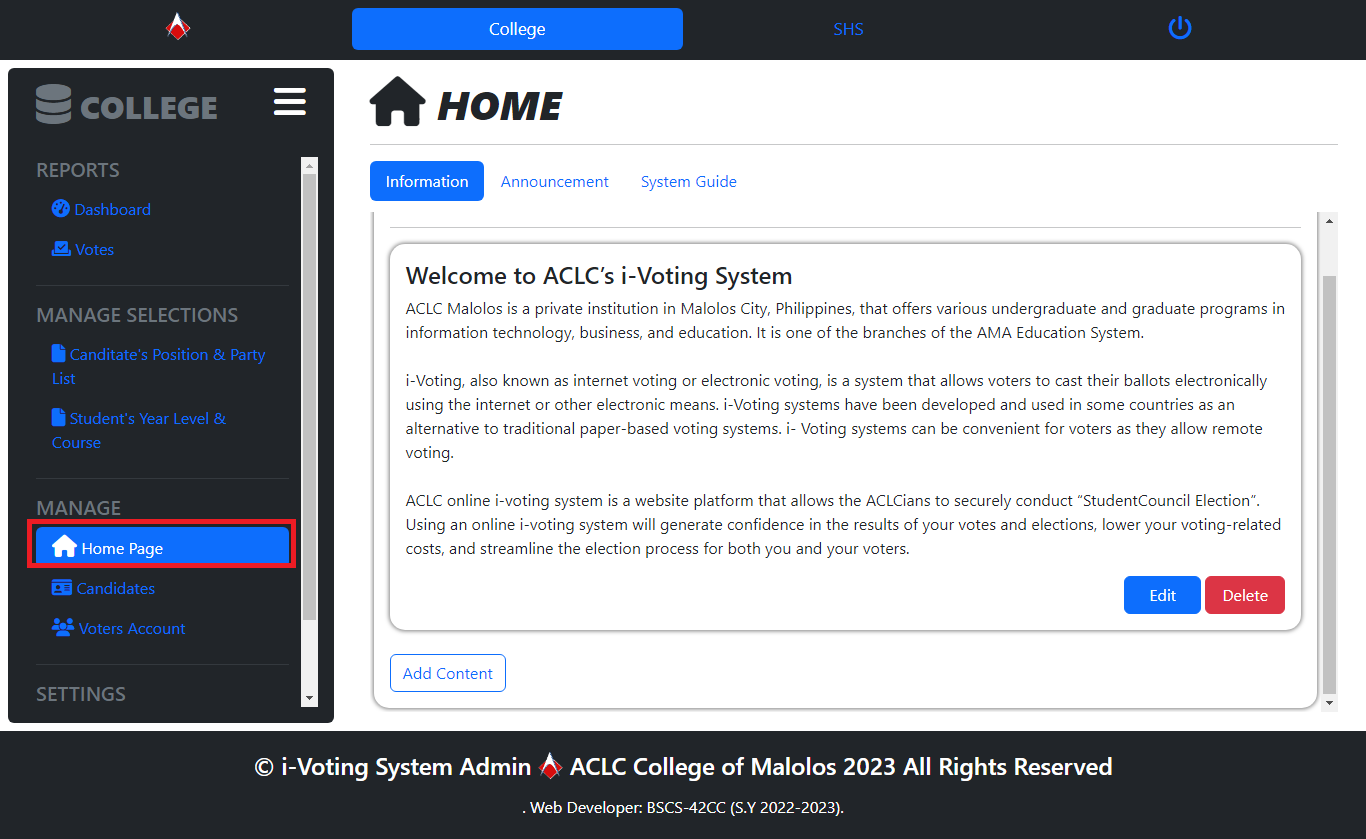 College
SHS
COLLEGE
REPORTS
Dashboard
Votes
MANAGE SELECTIONS
Canditate's Position & Party
List
Student's Year Level &
Course
MANAGE
Home Page
Candidates
Voters Account
SETTINGS
HOME
Information
Announcement
System Guide
Welcome to ACLC’s i-Voting System
ACLC Malolos is a private institution in Malolos City, Philippines, that offers various undergraduate and graduate programs in
information technology, business, and education. It is one of the branches of the AMA Education System.
i-Voting, also known as internet voting or electronic voting, is a system that allows voters to cast their ballots electronically
using the internet or other electronic means. i-Voting systems have been developed and used in some countries as an
alternative to traditional paper-based voting systems. i- Voting systems can be convenient for voters as they allow remote
voting.
ACLC online i-voting system is a website platform that allows the ACLCians to securely conduct “StudentCouncil Election”.
Using an online i-voting system will generate confidence in the results of your votes and elections, lower your voting-related
costs, and streamline the election process for both you and your voters.
Edit
Delete
Add Content
© i-Voting System Admin ACLC College of Malolos 2023 All Rights Reserved
. Web Developer: BSCS-42CC (S.Y 2022-2023).